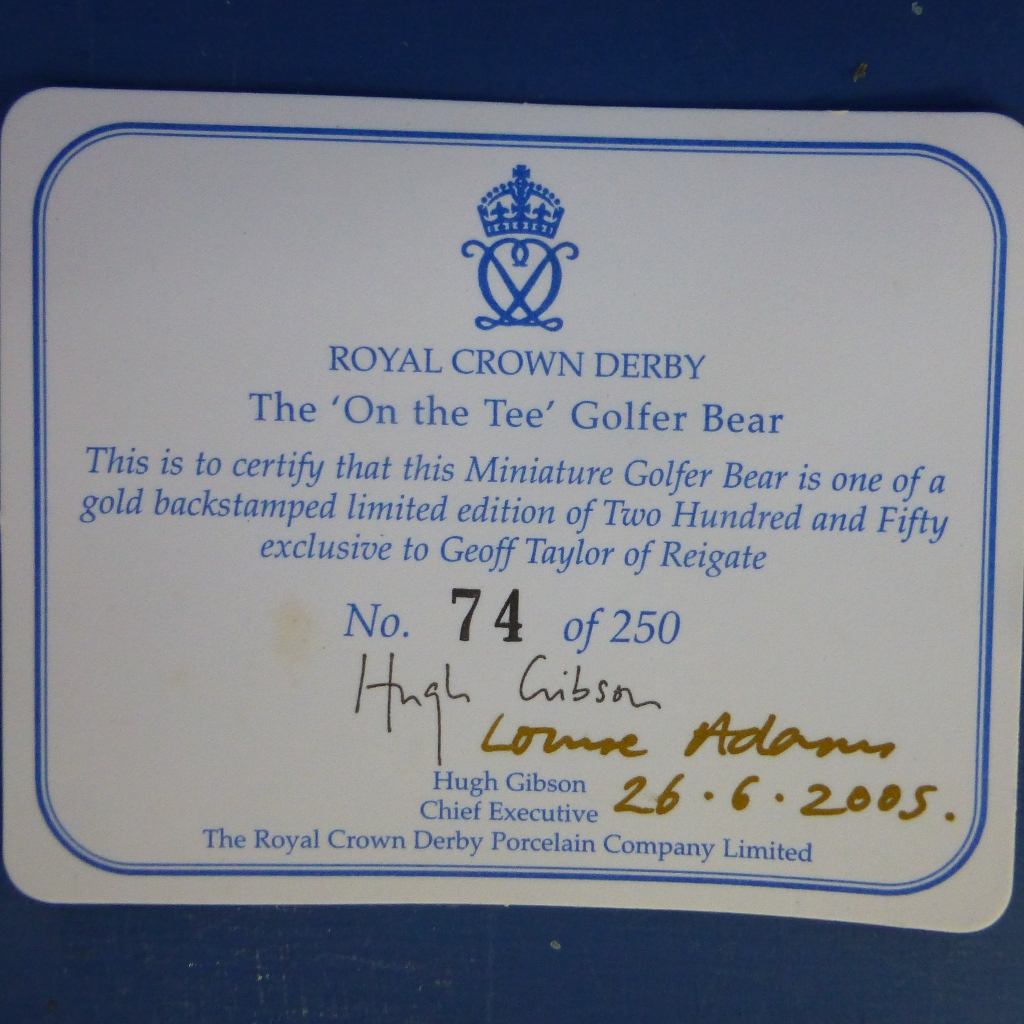 ROYAL CROWN DERBY
The 'On the Tee' Golfer Bear
This is to certify that this Miniature Golfer Bear is one of a
gold backstamped limited edition of Two Hundred and Fifty
exclusive to Geoff Taylor of Reigate
No. 74 of 250
Hugh Gibson
Louise Adams
Hugh Gibson
26.6.2005.
Chief Executive
The Royal Crown Derby Porcelain Company Limited